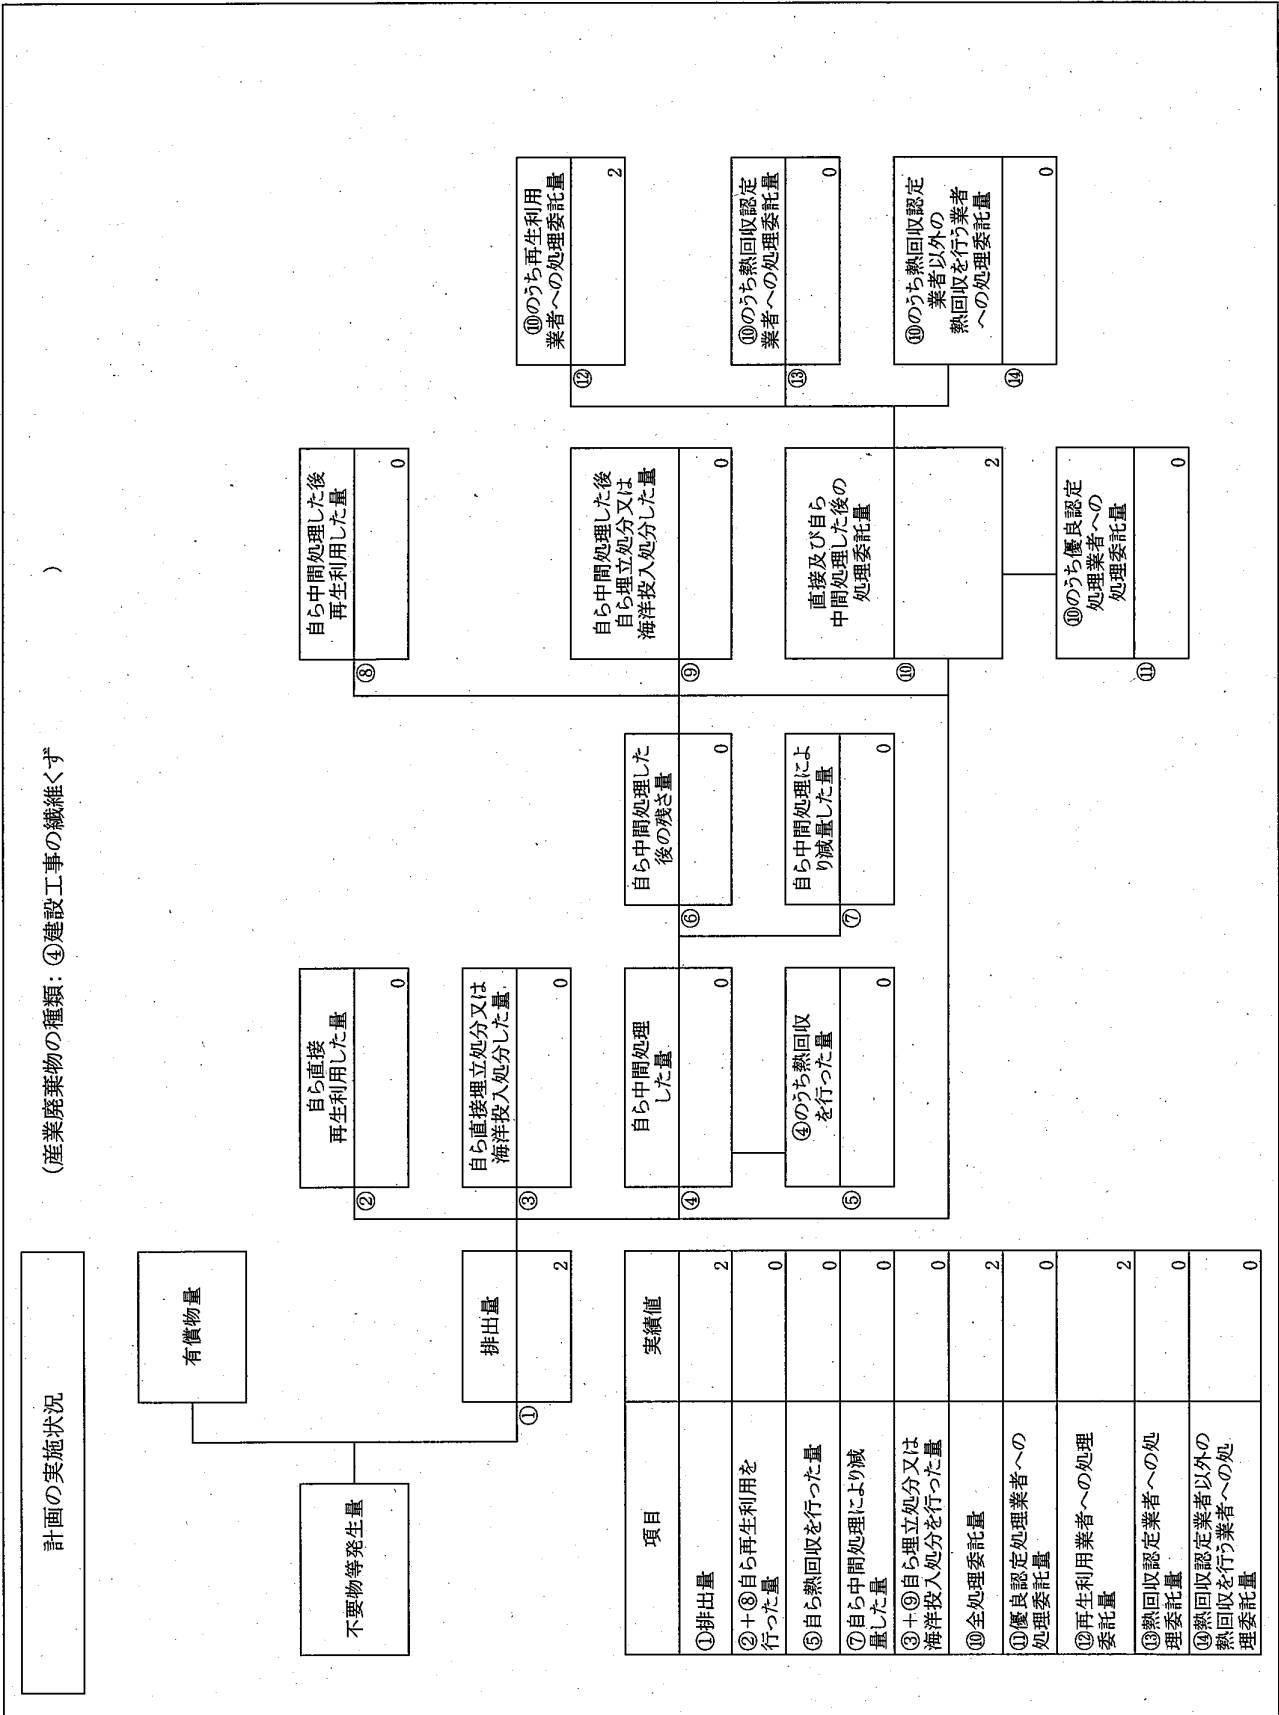 計画の実施状況
(産業廃棄物の種類：④建設工事の繊維くず
)
不要物等発生量
有償物量
①
排出量
2
②
自ら直接
再生利用した量
0
③
自ら直接埋立処分又は
海洋投入処分した量
0
④
自ら中間処理
した量
0
⑤
④のうち熱回収
を行った量
0
⑥
自ら中間処理した
後の残さ量
0
⑦
自ら中間処理によ
り減量した量
0
⑧
自ら中間処理した後
再生利用した量
0
⑨
自ら中間処理した後
自ら埋立処分又は
海洋投入処分した量
0
⑩
直接及び自ら
中間処理した後の
処理委託量
2
⑪
⑩のうち優良認定
処理業者への
処理委託量
0
⑫
⑩のうち再生利用
業者への処理委託量
2
⑬
⑩のうち熱回収認定
業者への処理委託量
0
⑭
⑩のうち熱回収認定
業者以外の
熱回収を行う業者
への処理委託量
0
項目 実績値
①排出量 2
②＋⑧自ら再生利用を
行った量 0
⑤自ら熱回収を行った量 0
⑦自ら中間処理により減
量した量 0
③＋⑨自ら埋立処分又は
海洋投入処分を行った量 0
⑩全処理委託量 2
⑪優良認定処理業者への
処理委託量 0
⑫再生利用業者への処理
委託量 2
⑬熱回収認定業者への処
理委託量 0
⑭熱回収認定業者以外の
熱回収を行う業者への処
理委託量 0